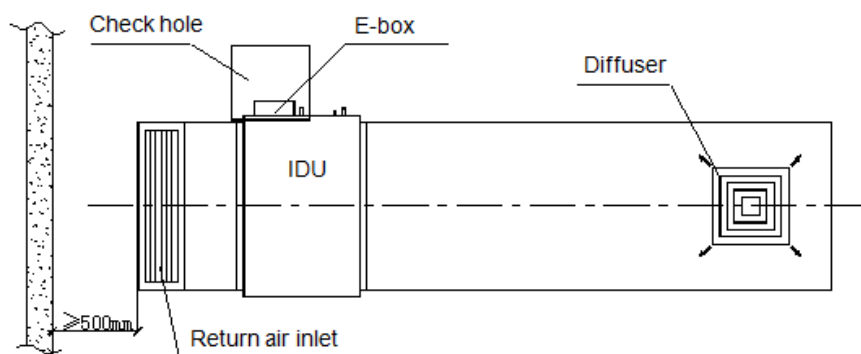 Check hole
E-box
Diffuser
IDU
≥500mm
Return air inlet